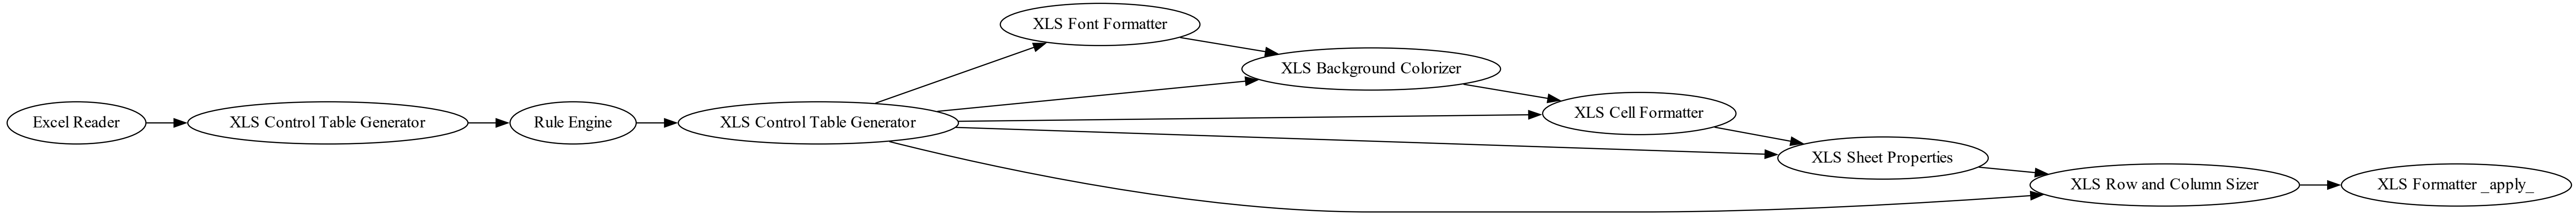 XLS Font Formatter
XLS Background Colorizer
Excel Reader
XLS Control Table Generator
Rule Engine
XLS Control Table Generator
XLS Cell Formatter
XLS Sheet Properties
XLS Row and Column Sizer
XLS Formatter _apply_